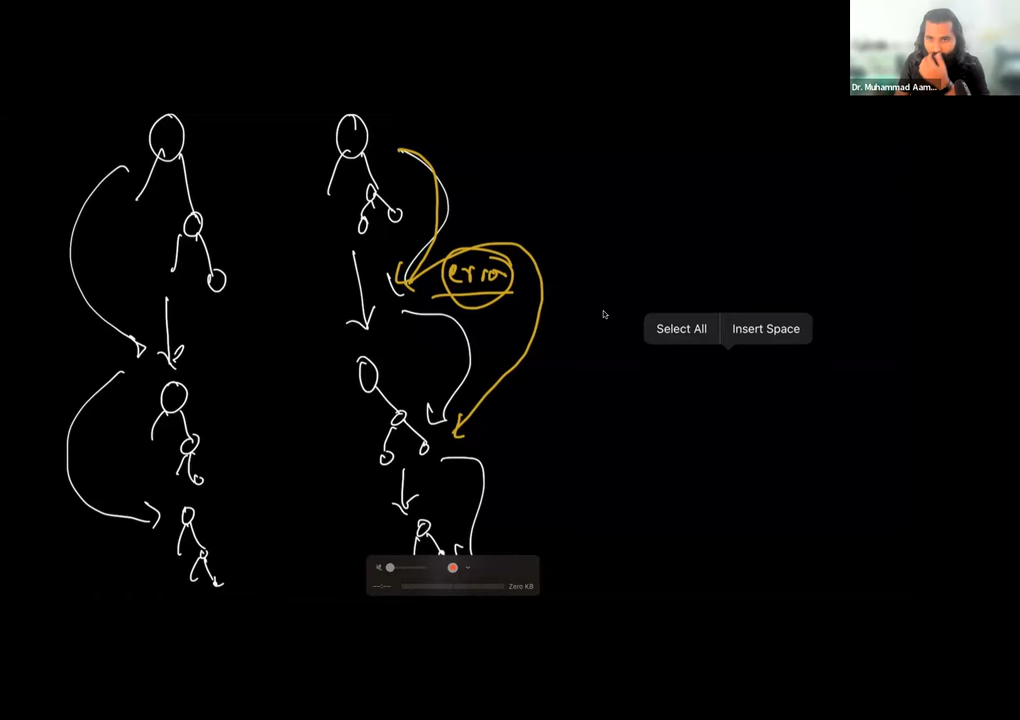 Dr. Muhammad Aam...
error
Select All
Insert Space
--:--
Zero KB